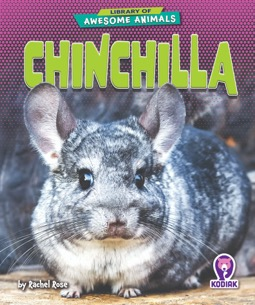 LIBRARY OF
AWESOME ANIMALS
CHINCHILLA
by Rachel Rose
KODIAK